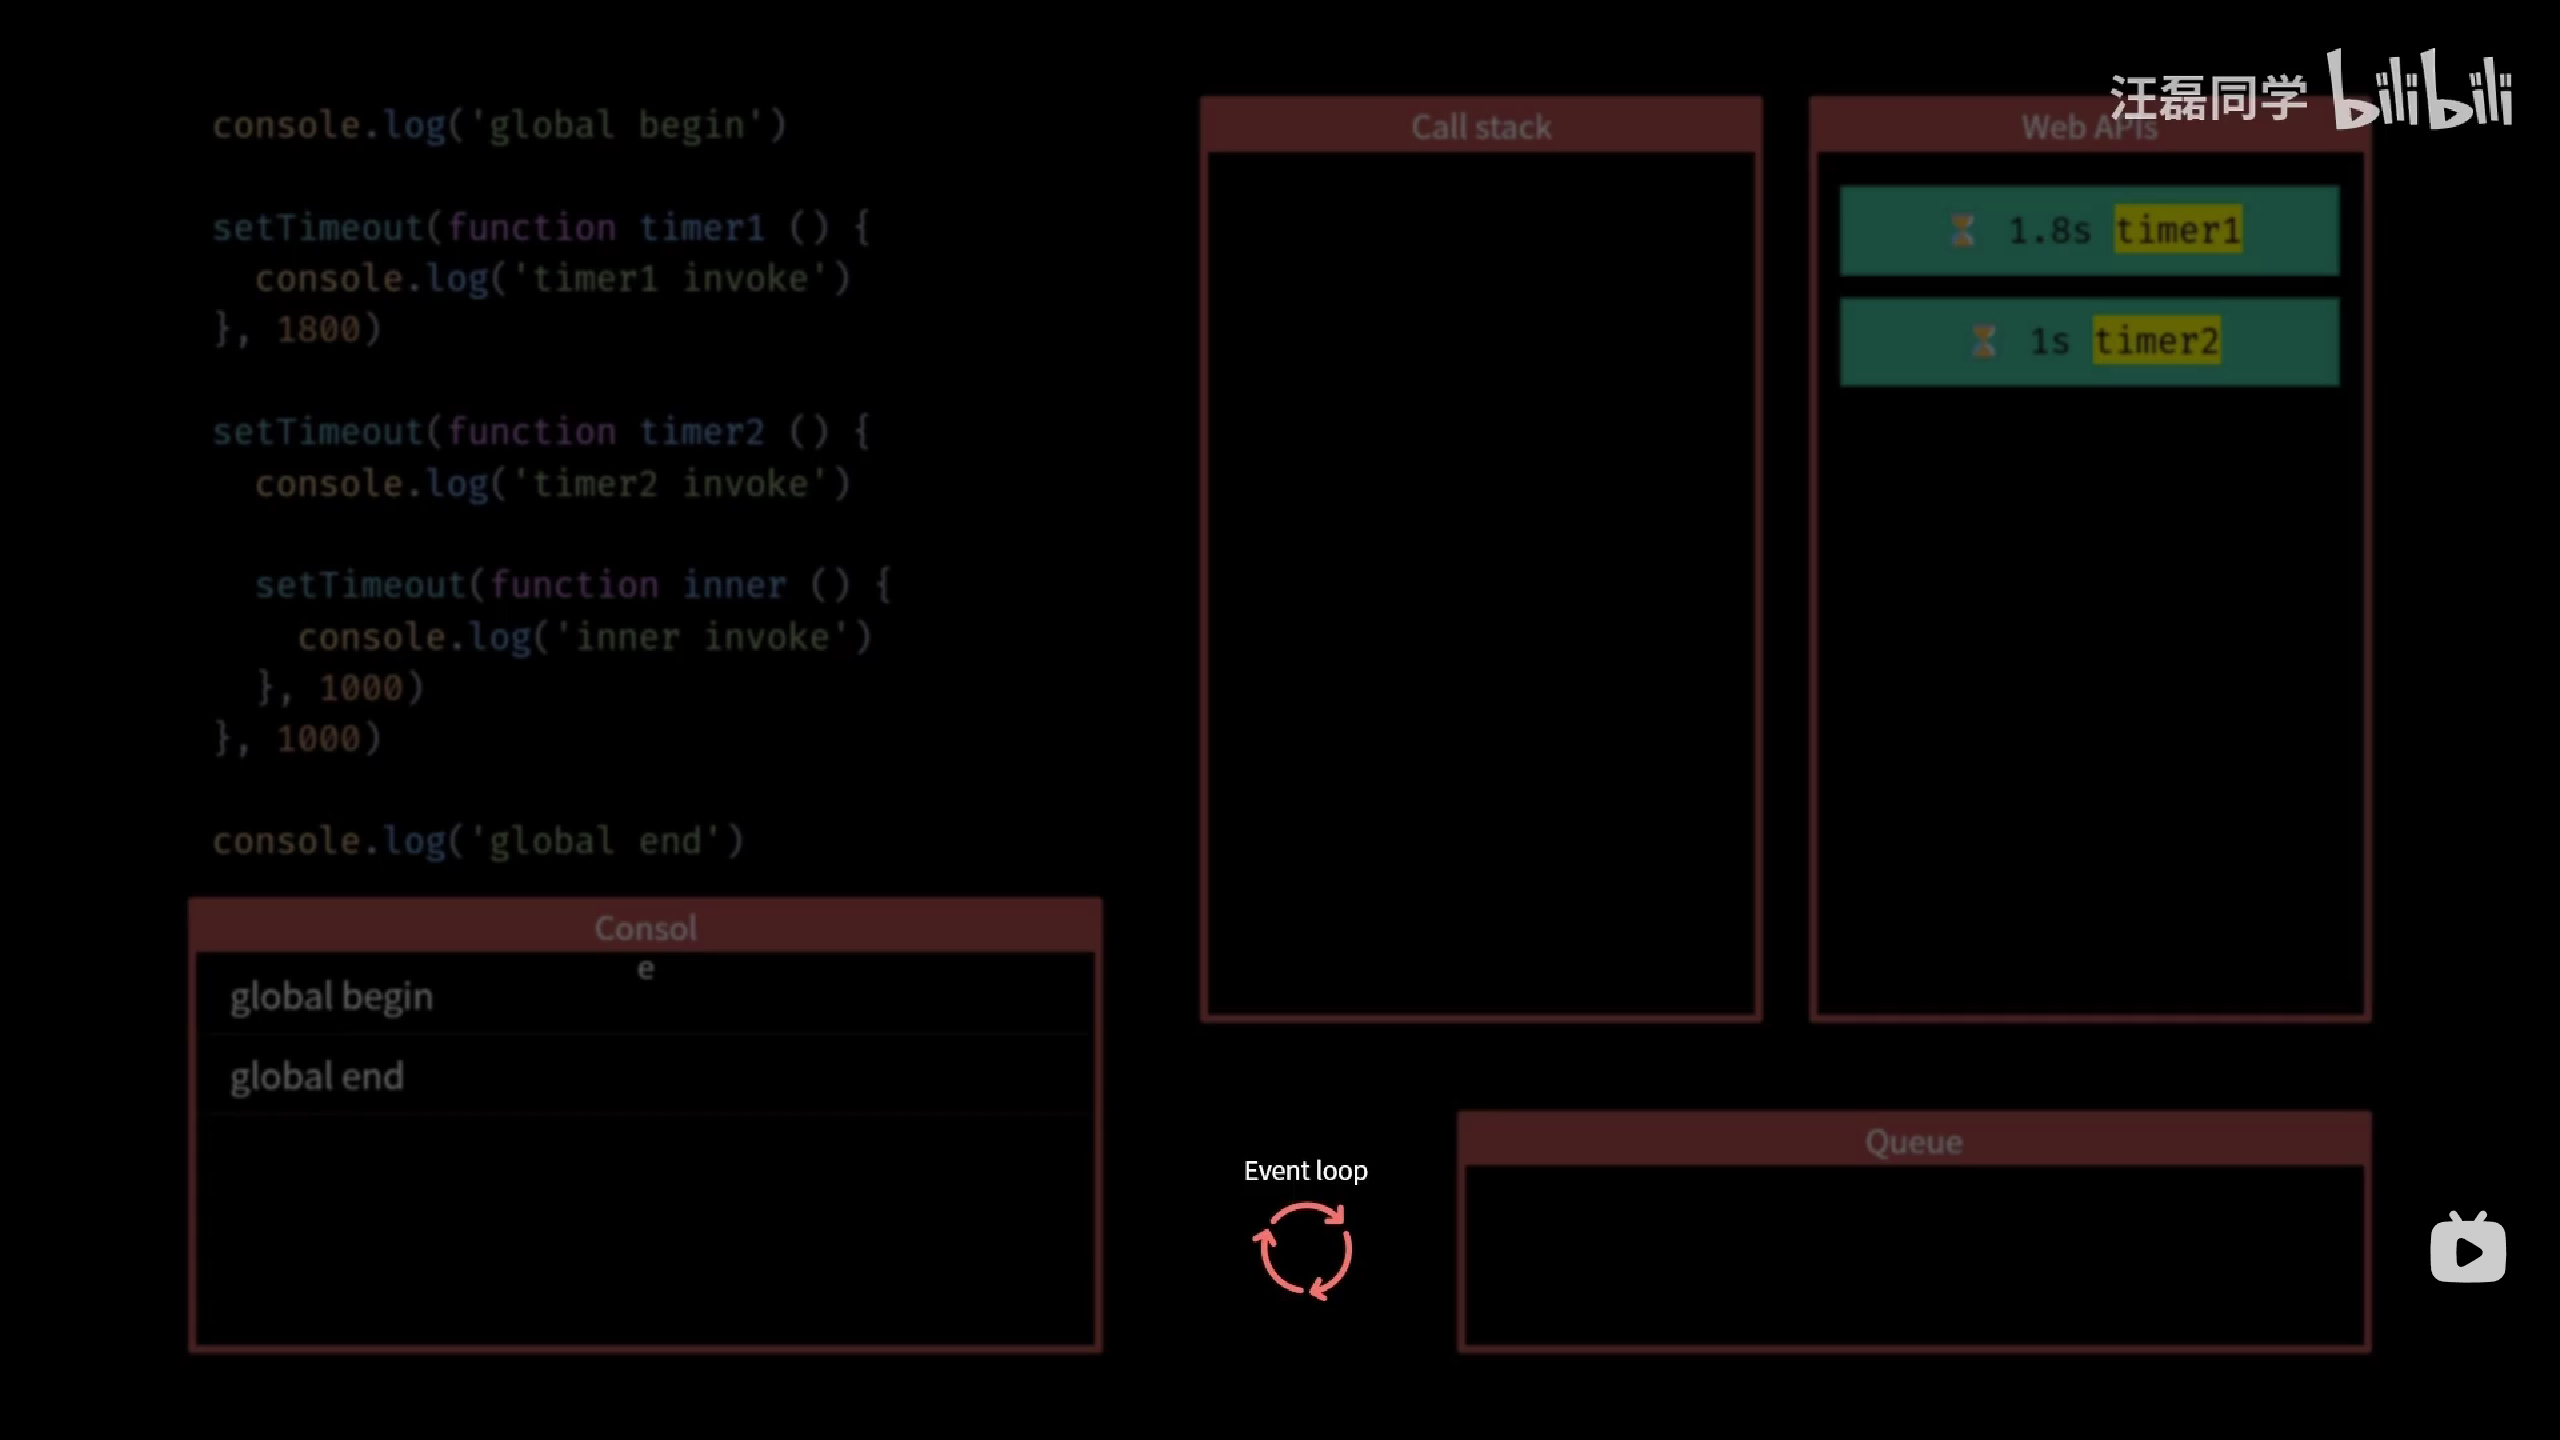 汪磊同学 bilibili
console.log('global begin')
setTimeout(function timer1 () {
console.log('timer1 invoke')
}, 1800)
setTimeout(function timer2 () {
console.log('timer2 invoke')
setTimeout(function inner () {
console.log('inner invoke')
}, 1000)
}, 1000)
console.log('global end')
Consol
e
global begin
global end
Call stack
Web APIs
1.8s timer1
1s timer2
Event loop
Queue